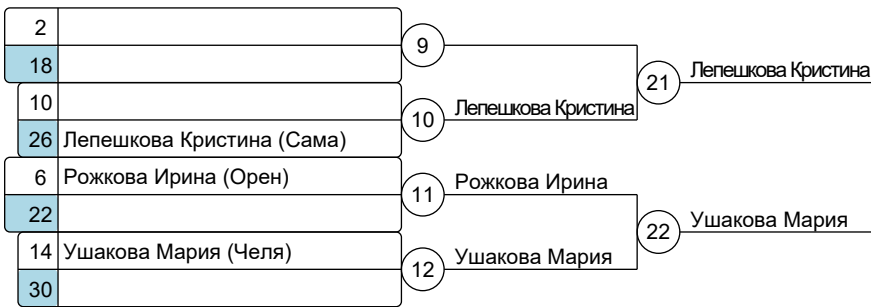 2
18
9
10
26 Лепешкова Кристина (Сама)
10 Лепешкова Кристина
21 Лепешкова Кристина
6 Рожкова Ирина (Орен)
22
11 Рожкова Ирина
14 Ушакова Мария (Челя)
30
12 Ушакова Мария
22 Ушакова Мария